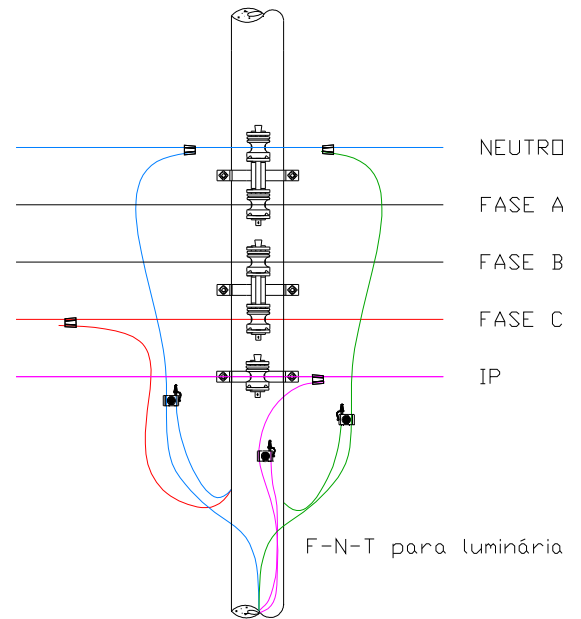 NEUTRO
FASE A
FASE B
FASE C
IP
F-N-T para luminária